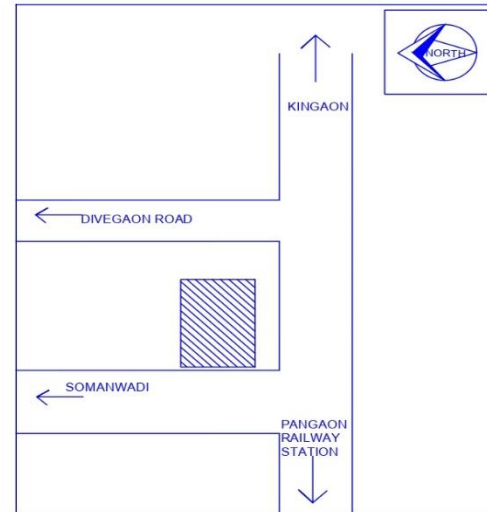 NORTH
KINGAON
DIVEGAON ROAD
SOMANWADI
PANGAON
RAILWAY
STATION